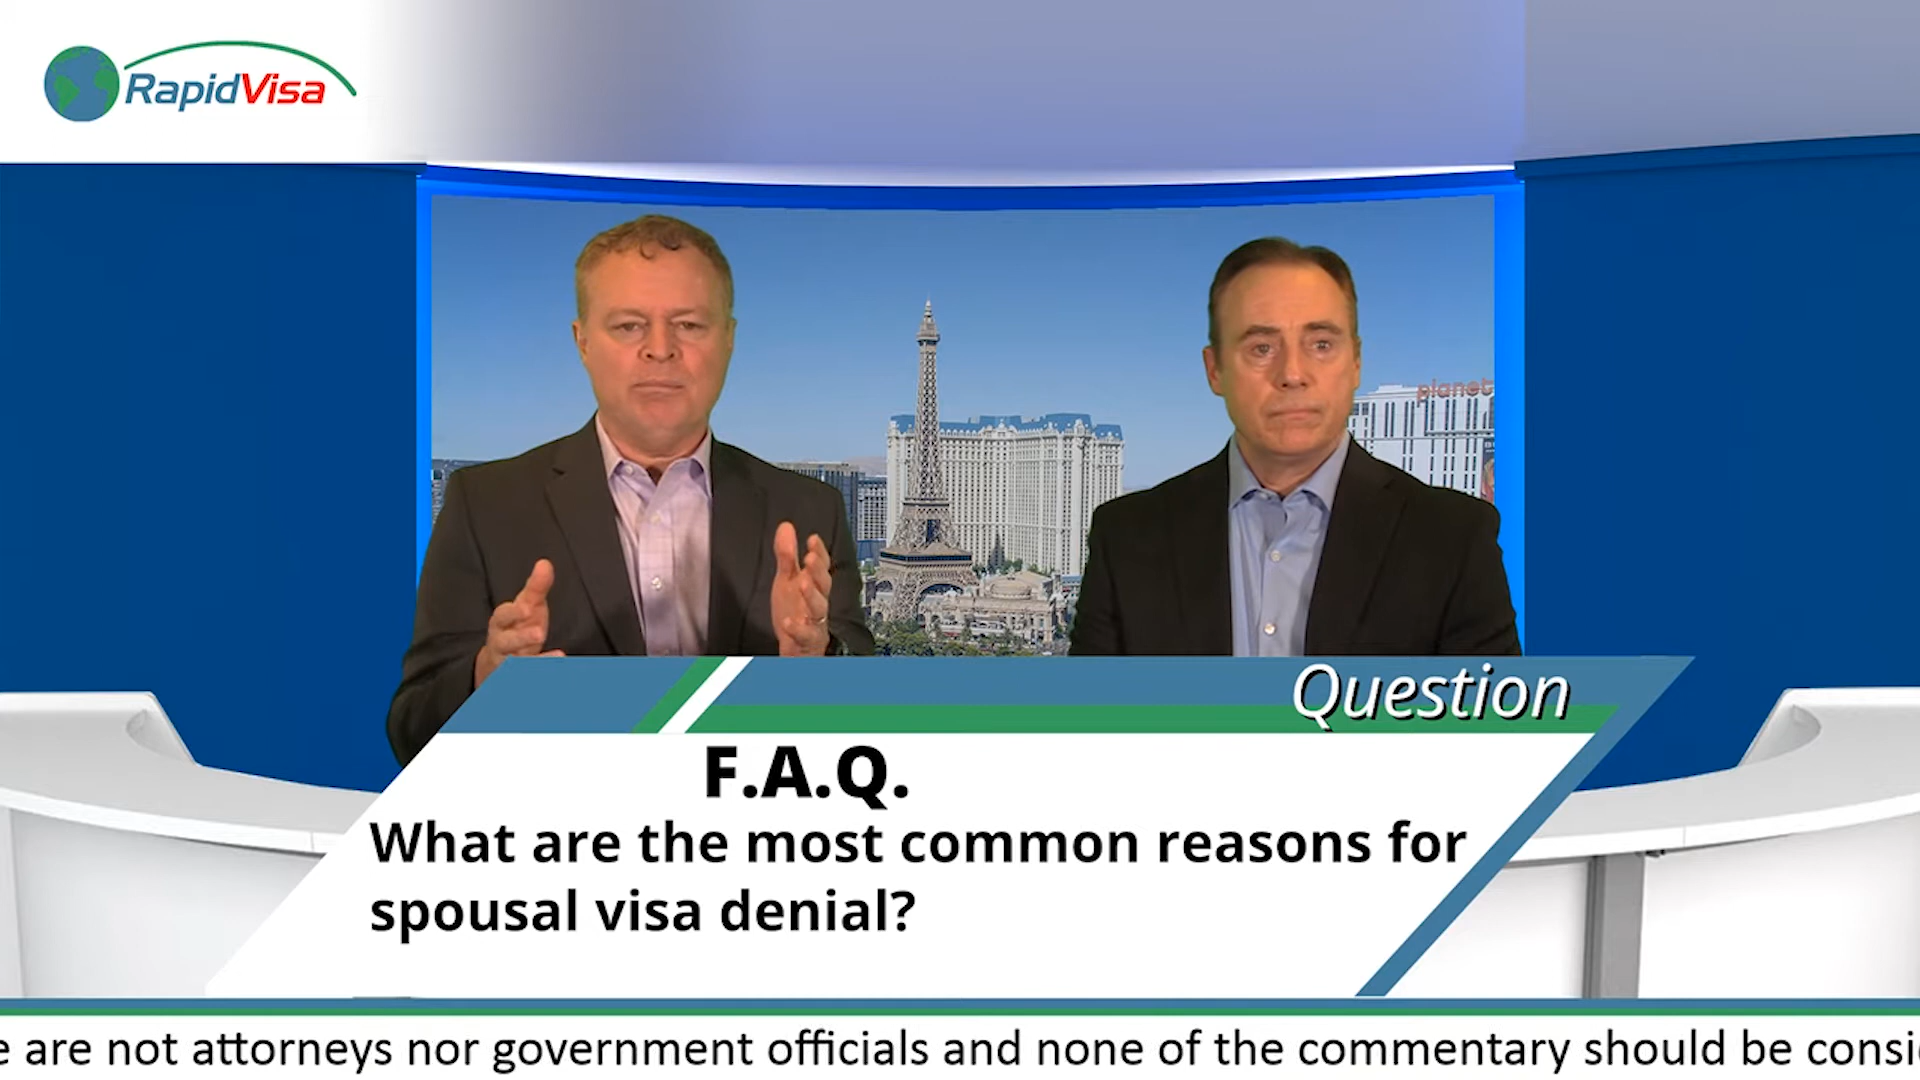 RapidVisa
planet
Question
F.A.Q.
What are the most common reasons for
spousal visa denial?
e are not attorneys nor government officials and none of the commentary should be consi